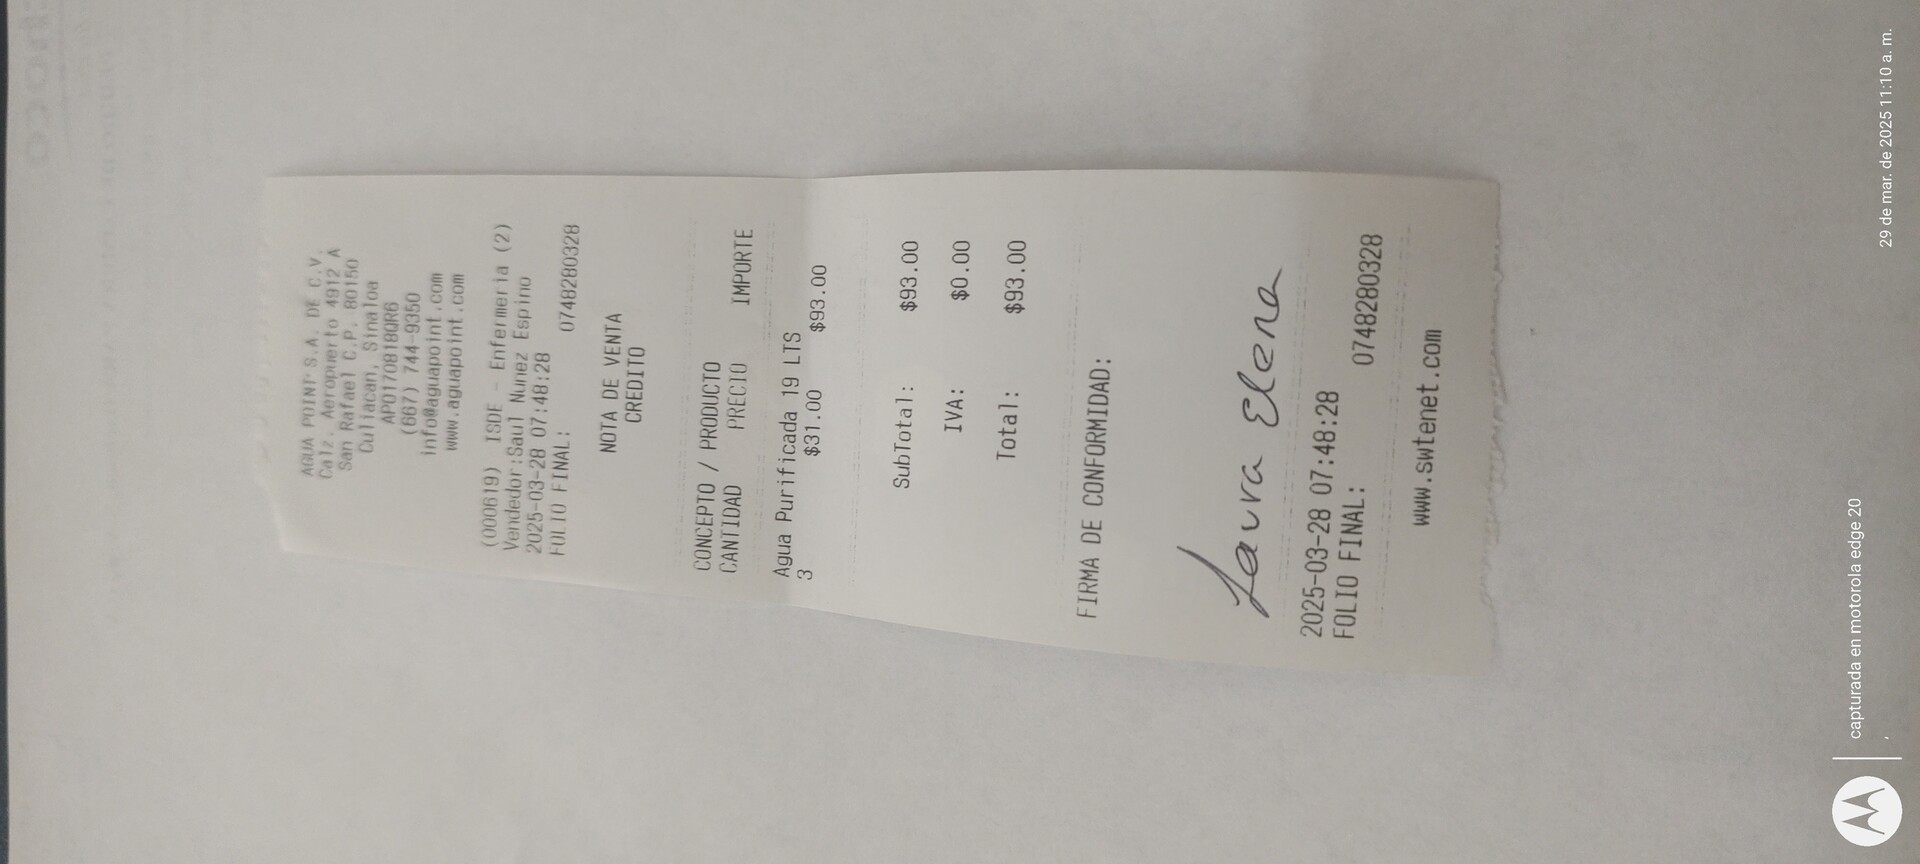 AGUA POINT S.A. DE C.V.
Calz. Aeropuerto 4912 A
San Rafael C.P. 80150
Culiacan, Sinaloa
APO170818QR6
(667) 744-9350
info@aguapoint.com
www.aguapoint.com
(000619) ISDE - Enfermeria (2)
Vendedor:Saul Nunez Espino
2025-03-28 07:48:28
FOLIO FINAL: 0748280328
NOTA DE VENTA
CREDITO
CONCEPTO / PRODUCTO
CANTIDAD PRECIO IMPORTE
Agua Purificada 19 LTS
3 $31.00 $93.00
SubTotal: $93.00
IVA: $0.00
Total: $93.00
FIRMA DE CONFORMIDAD:
Laura Elena
2025-03-28 07:48:28
FOLIO FINAL: 0748280328
www.swtenet.com
capturada en motorola edge 20
29 de mar. de 2025 11:10 a. m.